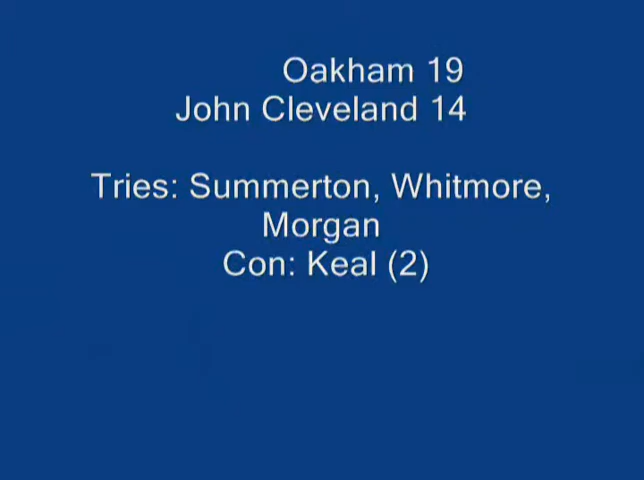 Oakham 19
John Cleveland 14
Tries: Summerton, Whitmore,
Morgan
Con: Keal (2)